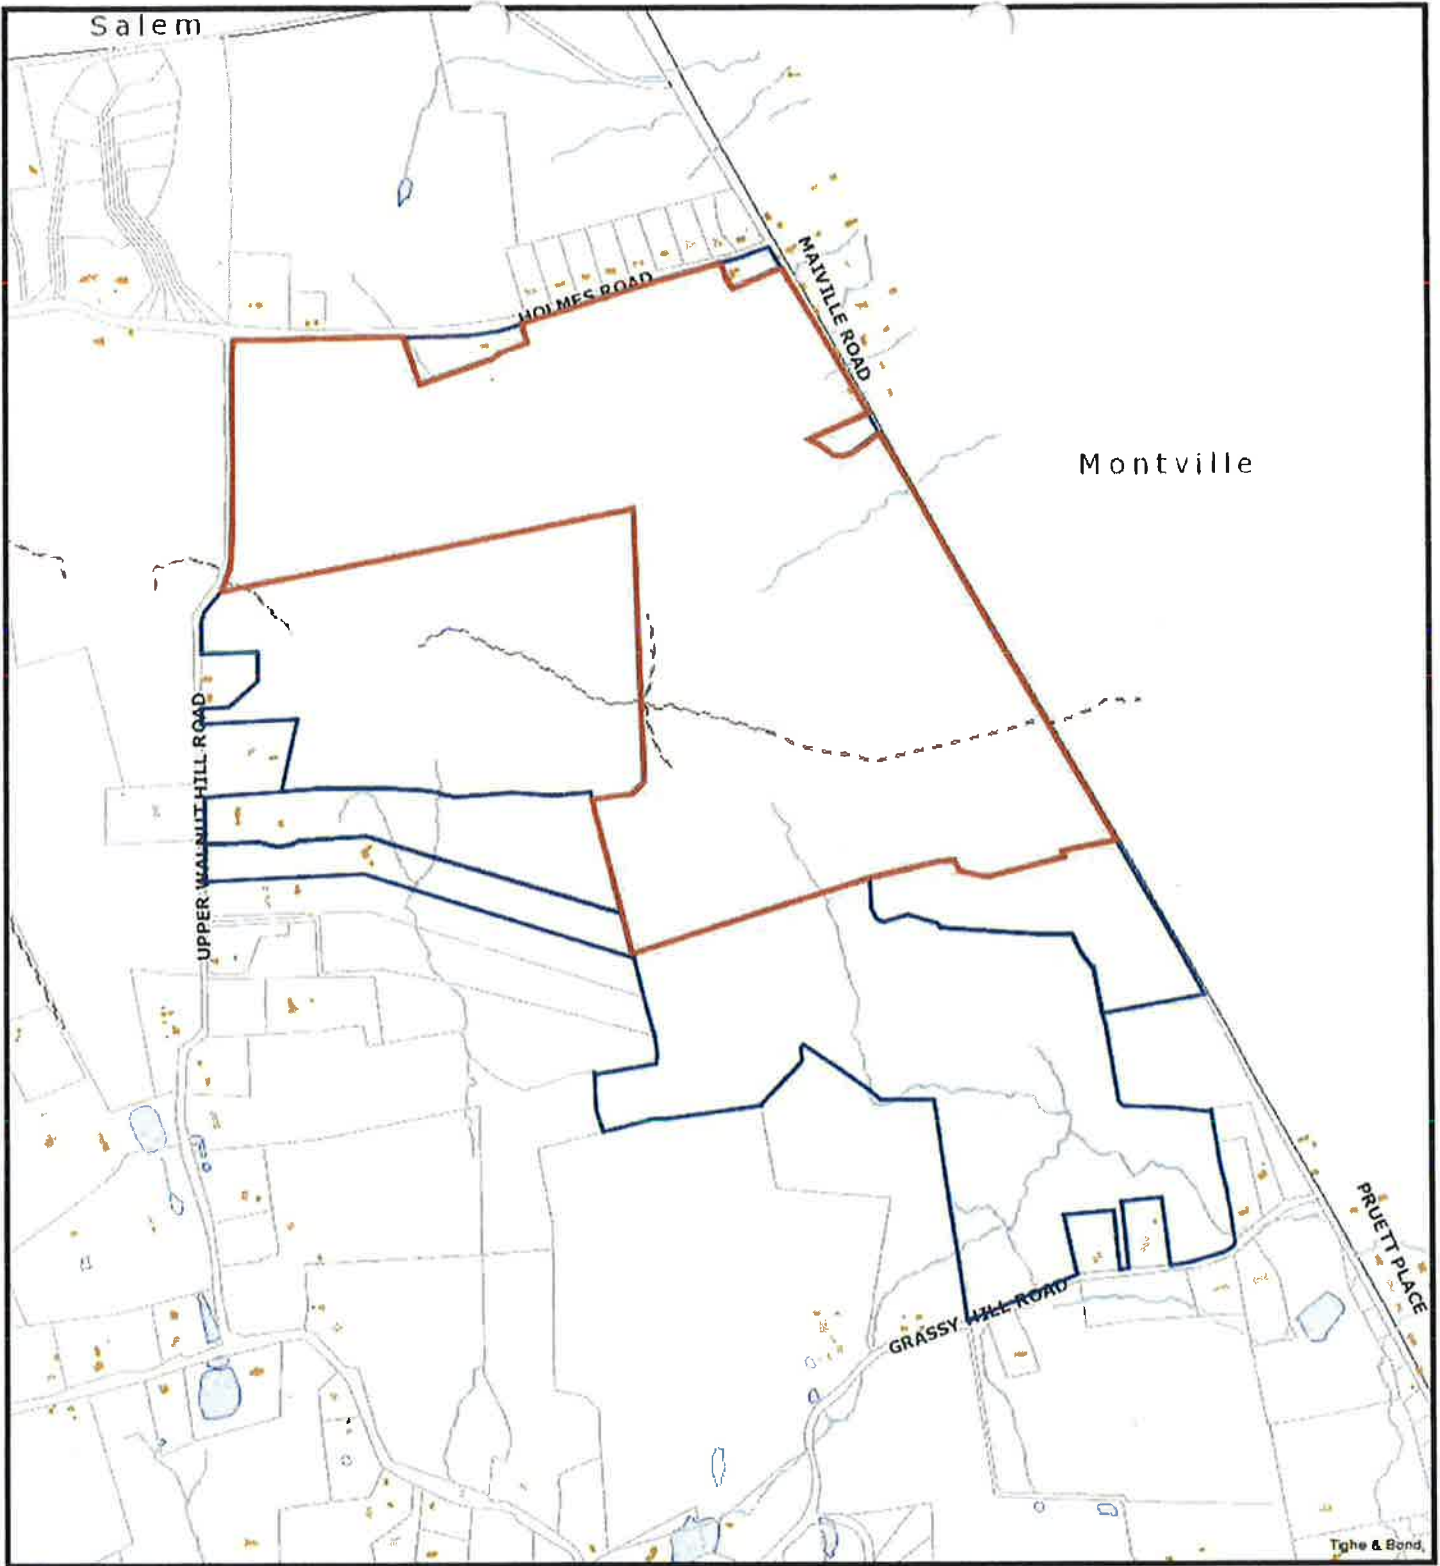 Salem
HOLMES ROAD
MAIVILLE ROAD
Montville
UPPER WALNUT HILL ROAD
PRUETT PLACE
GRASSY HILL ROAD
Tighe & Bond,